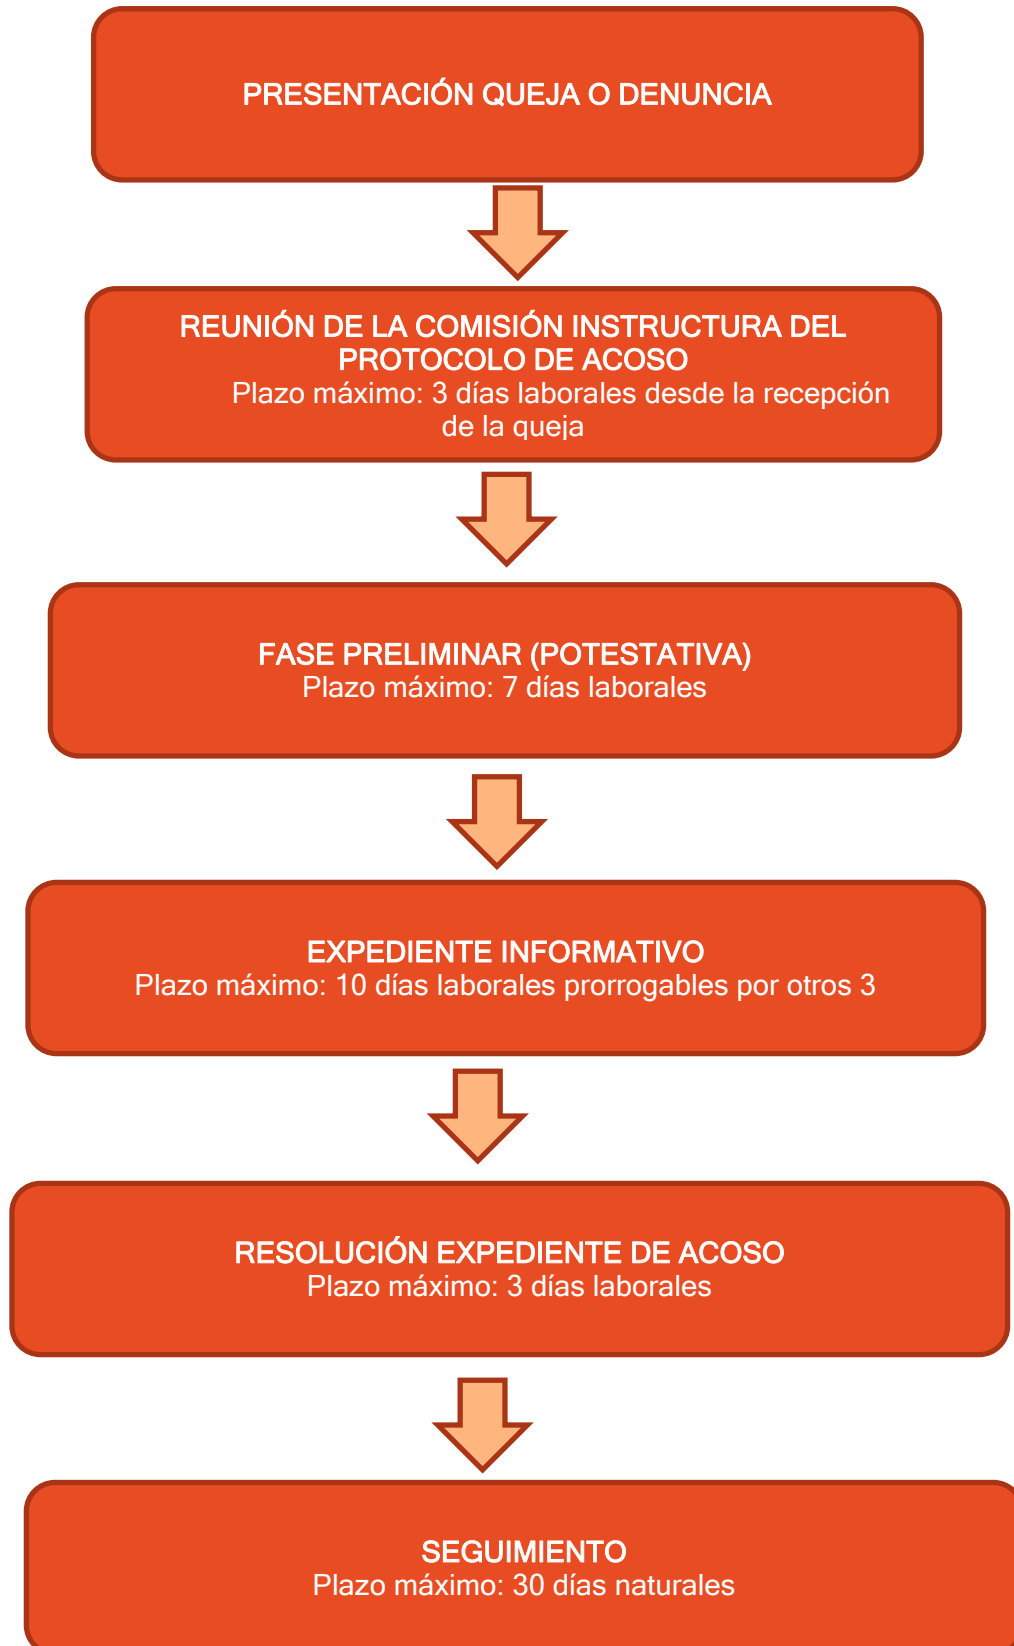 PRESENTACIÓN QUEJA O DENUNCIA
REUNIÓN DE LA COMISIÓN INSTRUCTURA DEL
PROTOCOLO DE ACOSO
Plazo máximo: 3 días laborales desde la recepción
de la queja
FASE PRELIMINAR (POTESTATIVA)
Plazo máximo: 7 días laborales
EXPEDIENTE INFORMATIVO
Plazo máximo: 10 días laborales prorrogables por otros 3
RESOLUCIÓN EXPEDIENTE DE ACOSO
Plazo máximo: 3 días laborales
SEGUIMIENTO
Plazo máximo: 30 días naturales